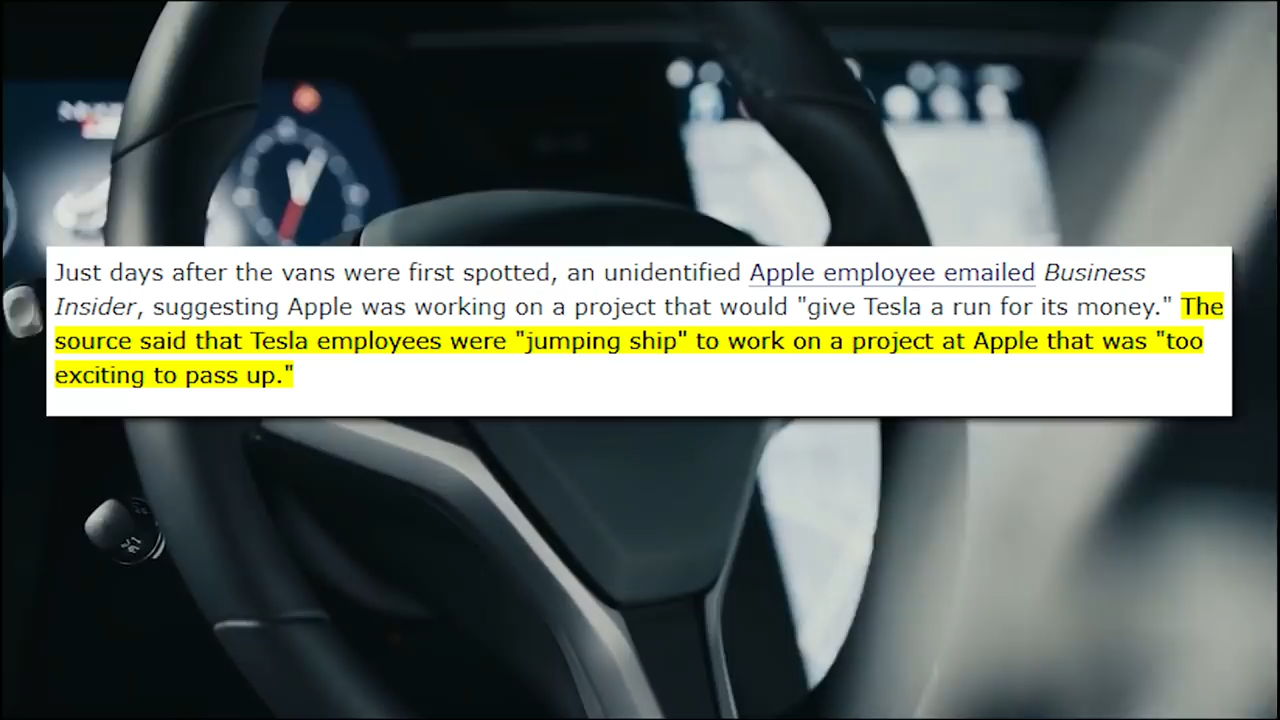 Just days after the vans were first spotted, an unidentified Apple employee emailed Business
Insider, suggesting Apple was working on a project that would "give Tesla a run for its money." The
source said that Tesla employees were "jumping ship" to work on a project at Apple that was "too
exciting to pass up."